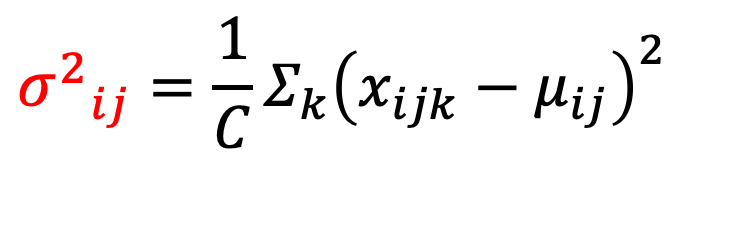 σ²ᵢⱼ = 1/C Σₖ(xᵢⱼₖ − μᵢⱼ)²